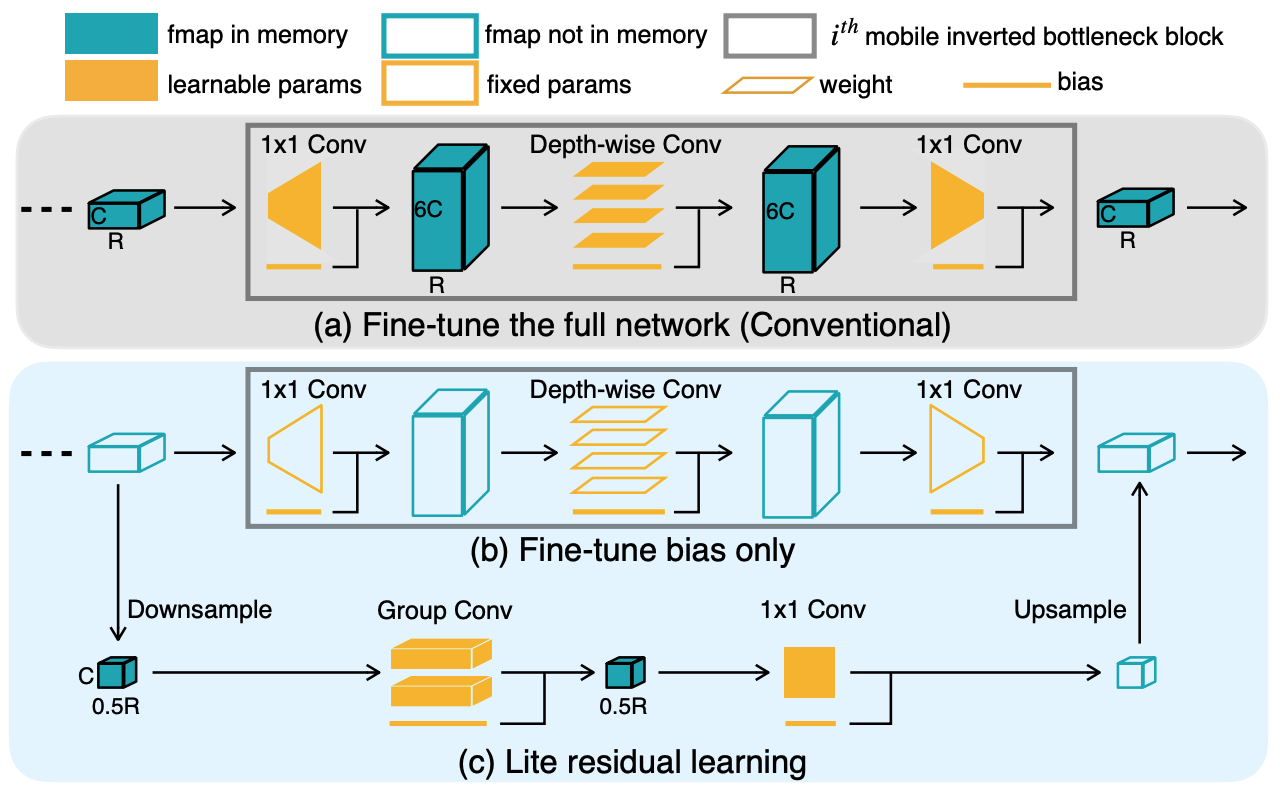 fmap in memory
fmap not in memory
iᵗʰ mobile inverted bottleneck block
learnable params
fixed params
weight
bias
1x1 Conv
Depth-wise Conv
1x1 Conv
C
R
6C
R
6C
R
C
R
(a) Fine-tune the full network (Conventional)
1x1 Conv
Depth-wise Conv
1x1 Conv
(b) Fine-tune bias only
Downsample
Group Conv
1x1 Conv
Upsample
C
0.5R
0.5R
(c) Lite residual learning